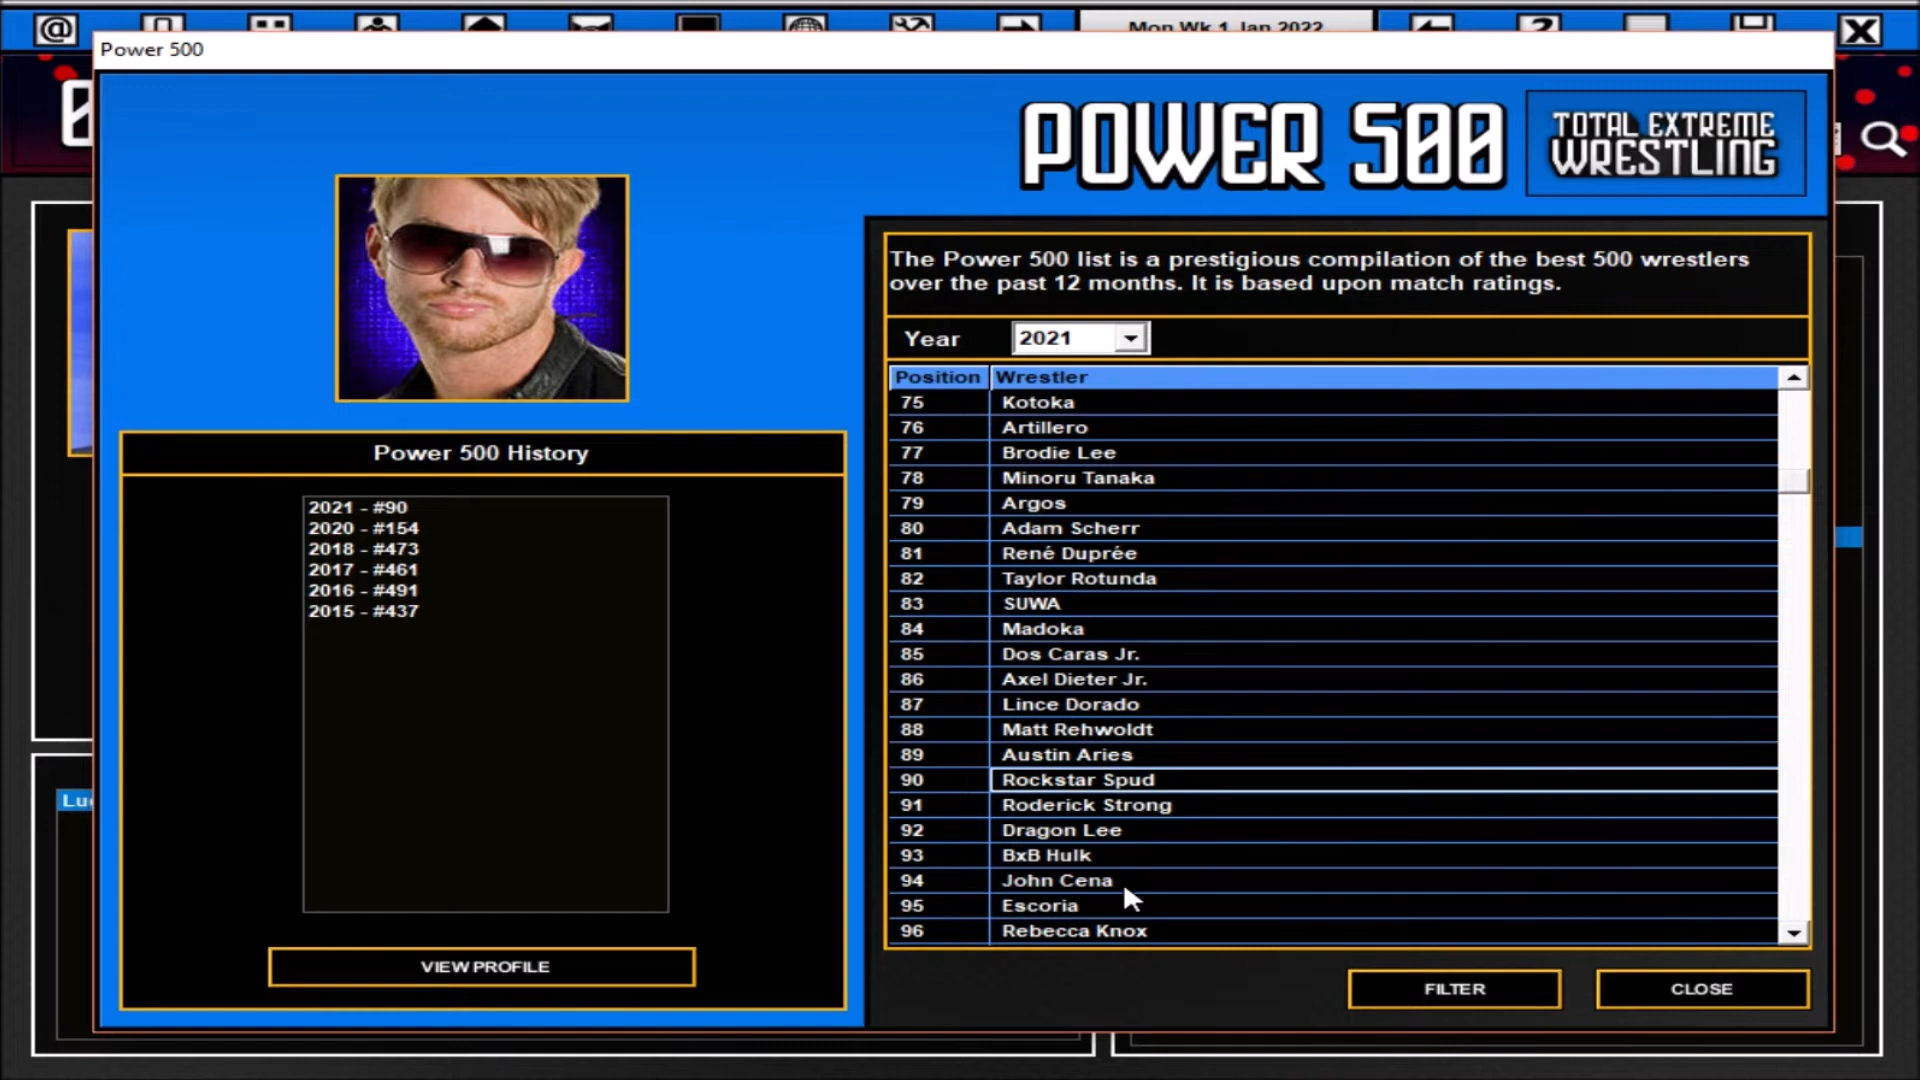 Mon Wk 1 Jan 2022
Power 500
POWER 500
TOTAL EXTREME
WRESTLING
The Power 500 list is a prestigious compilation of the best 500 wrestlers
over the past 12 months. It is based upon match ratings.
Year 2021
Position Wrestler
75 Kotoka
76 Artillero
77 Brodie Lee
78 Minoru Tanaka
79 Argos
80 Adam Scherr
81 René Duprée
82 Taylor Rotunda
83 SUWA
84 Madoka
85 Dos Caras Jr.
86 Axel Dieter Jr.
87 Lince Dorado
88 Matt Rehwoldt
89 Austin Aries
90 Rockstar Spud
91 Roderick Strong
92 Dragon Lee
93 BxB Hulk
94 John Cena
95 Escoria
96 Rebecca Knox
FILTER
CLOSE
Power 500 History
2021 - #90
2020 - #154
2018 - #473
2017 - #461
2016 - #491
2015 - #437
VIEW PROFILE